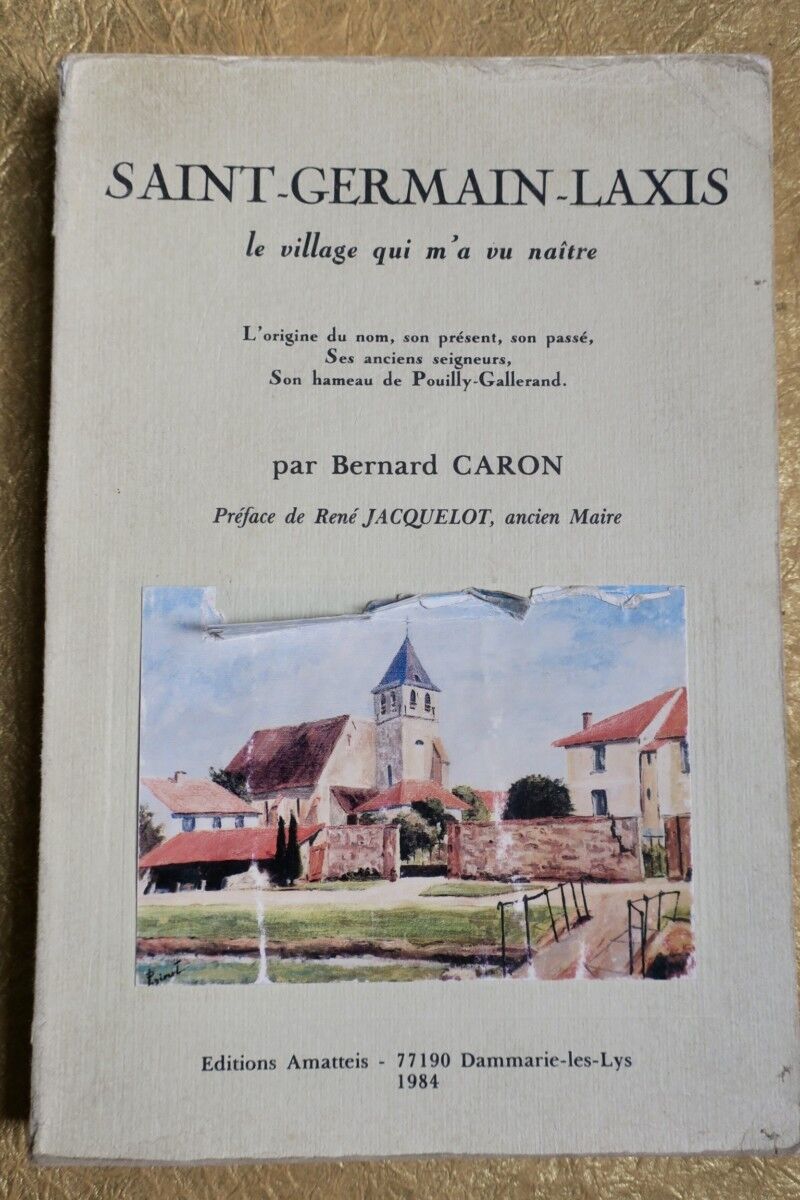 SAINT-GERMAIN-LAXIS
le village qui m'a vu naître
L'origine du nom, son présent, son passé,
Ses anciens seigneurs,
Son hameau de Pouilly-Gallerand.
par Bernard CARON
Préface de René JACQUELOT, ancien Maire
Editions Amatteis - 77190 Dammarie-les-Lys
1984